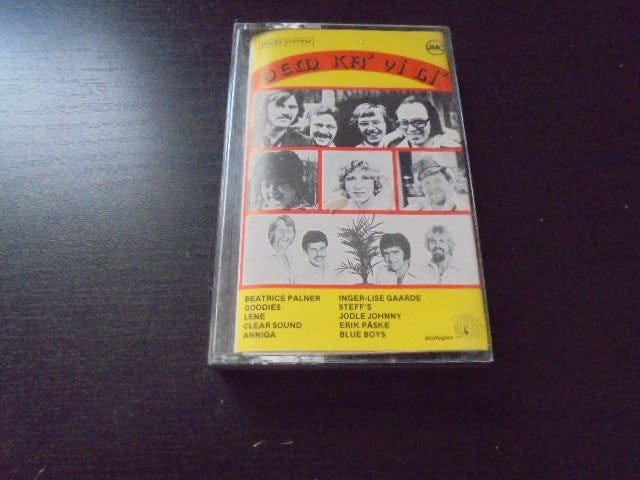 DOLBY SYSTEM
JMC
DEM KA' VI LI'
BEATRICE PALNER
GOODIES
LENE
CLEAR SOUND
ANNIQA
INGER-LISE GAARDE
STEFF'S
JODLE JOHNNY
ERIK PÅSKE
BLUE BOYS